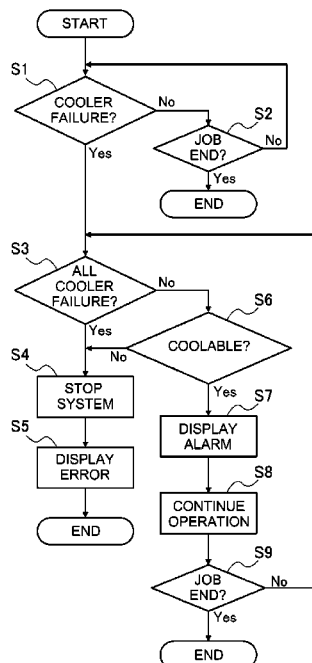 START
S1
COOLER
FAILURE?
No
S2
JOB
END?
No
Yes
Yes
END
S3
ALL
COOLER
FAILURE?
No
S6
Yes
No
COOLABLE?
S4
STOP
SYSTEM
Yes
S7
DISPLAY
ALARM
S5
DISPLAY
ERROR
S8
CONTINUE
OPERATION
END
S9
JOB
END?
No
Yes
END